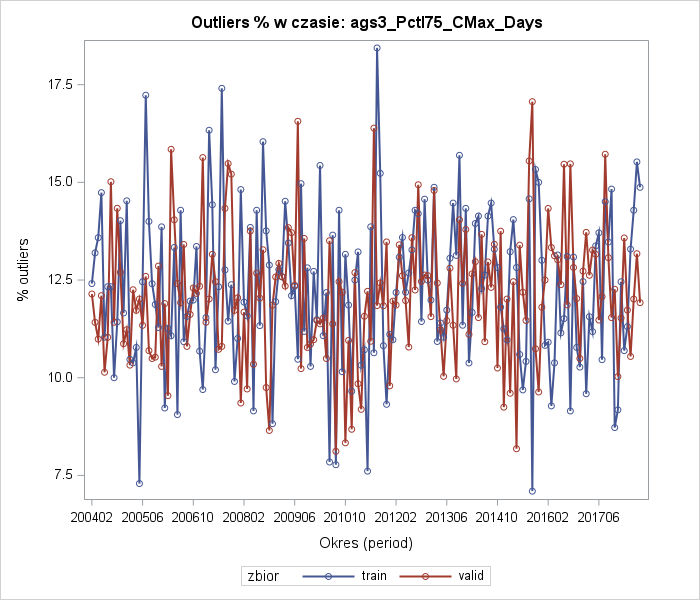 Outliers % w czasie: ags3_Pctl75_CMax_Days
% outliers
17.5
15.0
12.5
10.0
7.5
200402 200506 200610 200802 200906 201010 201202 201306 201410 201602 201706
Okres (period)
zbior train valid